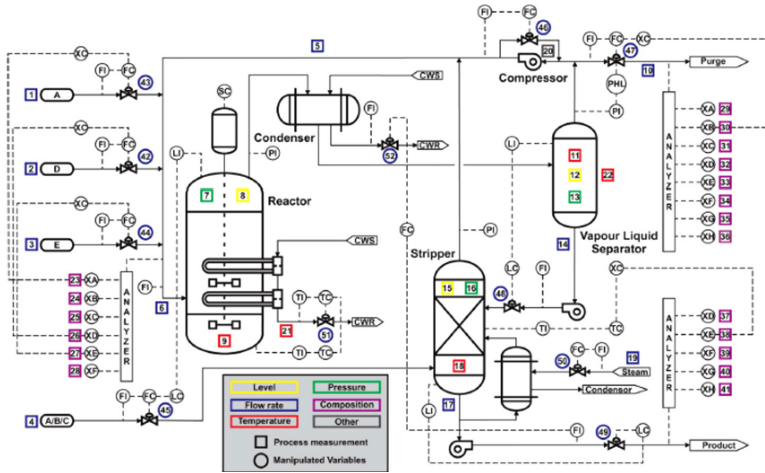 FI FC 46
5
20
Compressor
FI FC XC
47
10
Purge
PHL
PI
XC
FI FC 43
1 A
XC
FI FC 42
2 D
XC
FI FC 44
3 E
SC
LI
PI
CWS
FI
Condenser
CWR
52
7 8
Reactor
CWS
TI TC
21
CWR
51
9
TI TC
FI
6
23 XA
24 XB
25 XC
26 XD
27 XE
28 XF
ANALYZER
FI FC LC
4 A/B/C
45
LI
11
12 22
13
Vapour Liquid
Separator
14
FC
PI
Stripper
LC FI
48
XC
15 16
TI TC
18
17
LI
FC FI 19
50
Steam
Condensor
FI 49 LC
Product
ANALYZER
XA 29
XB 30
XC 31
XD 32
XE 33
XF 34
XG 35
XH 36
ANALYZER
XD 37
XE 38
XF 39
XG 40
XH 41
Level Pressure
Flow rate Composition
Temperature Other
Process measurement
Manipulated Variables